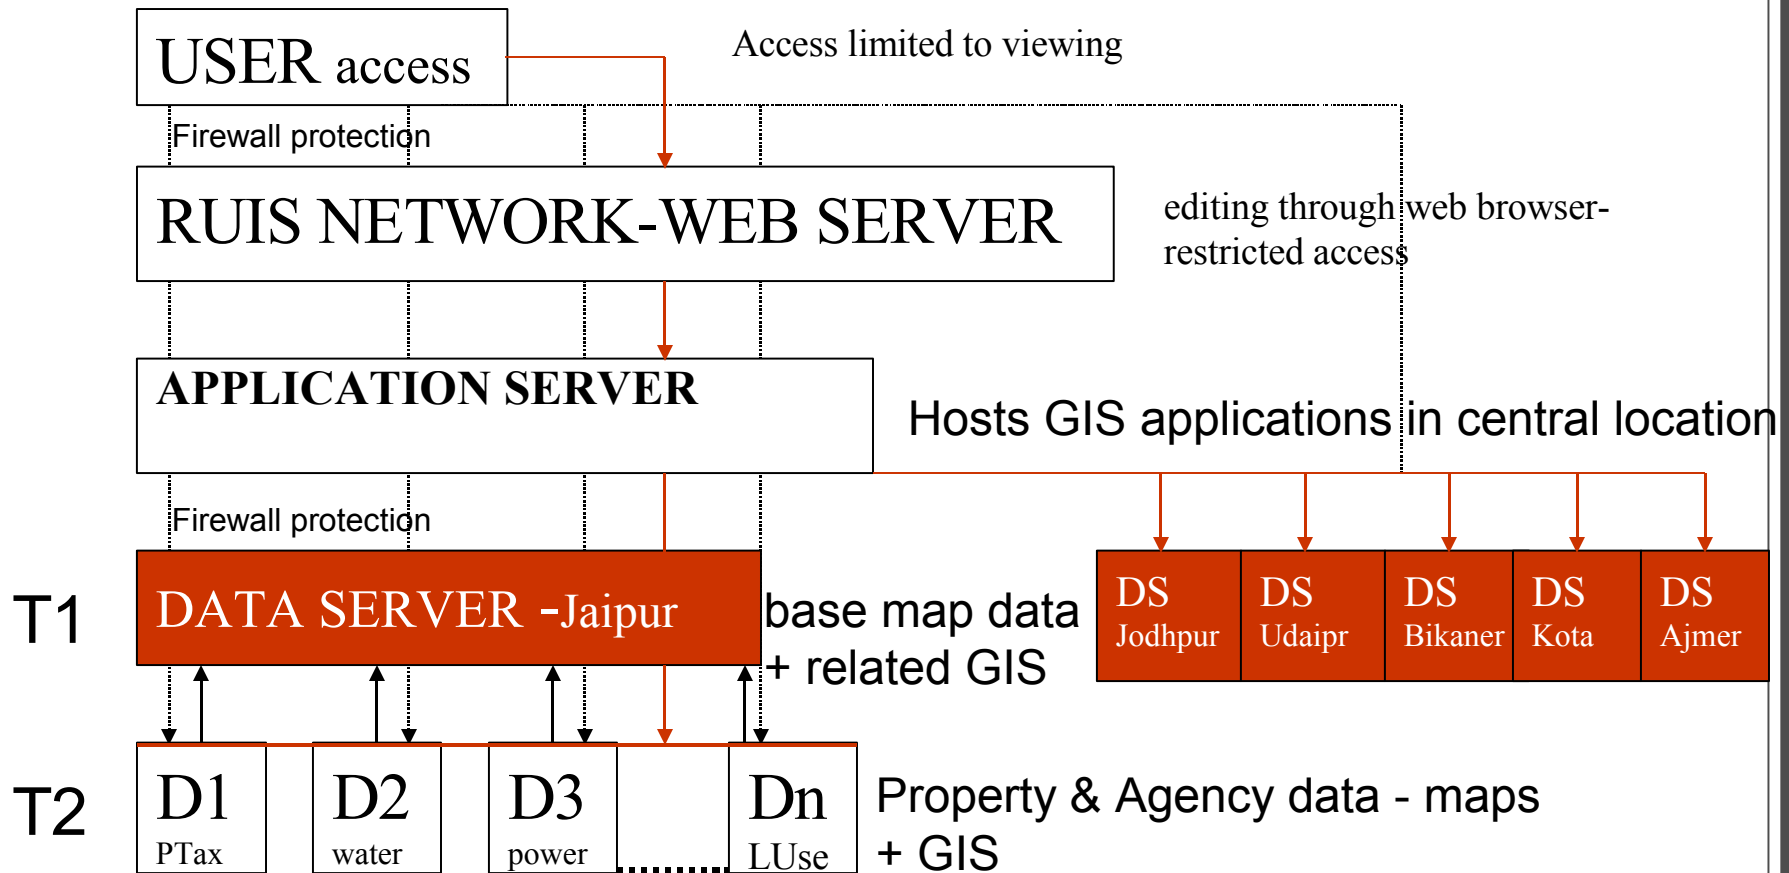 USER access
Access limited to viewing
Firewall protection
RUIS NETWORK-WEB SERVER
editing through web browser-
restricted access
APPLICATION SERVER
Hosts GIS applications in central location
Firewall protection
T1
DATA SERVER -Jaipur
base map data
+ related GIS
DS
Jodhpur
DS
Udaipr
DS
Bikaner
DS
Kota
DS
Ajmer
T2
D1
PTax
D2
water
D3
power
Dn
LUse
Property & Agency data - maps
+ GIS